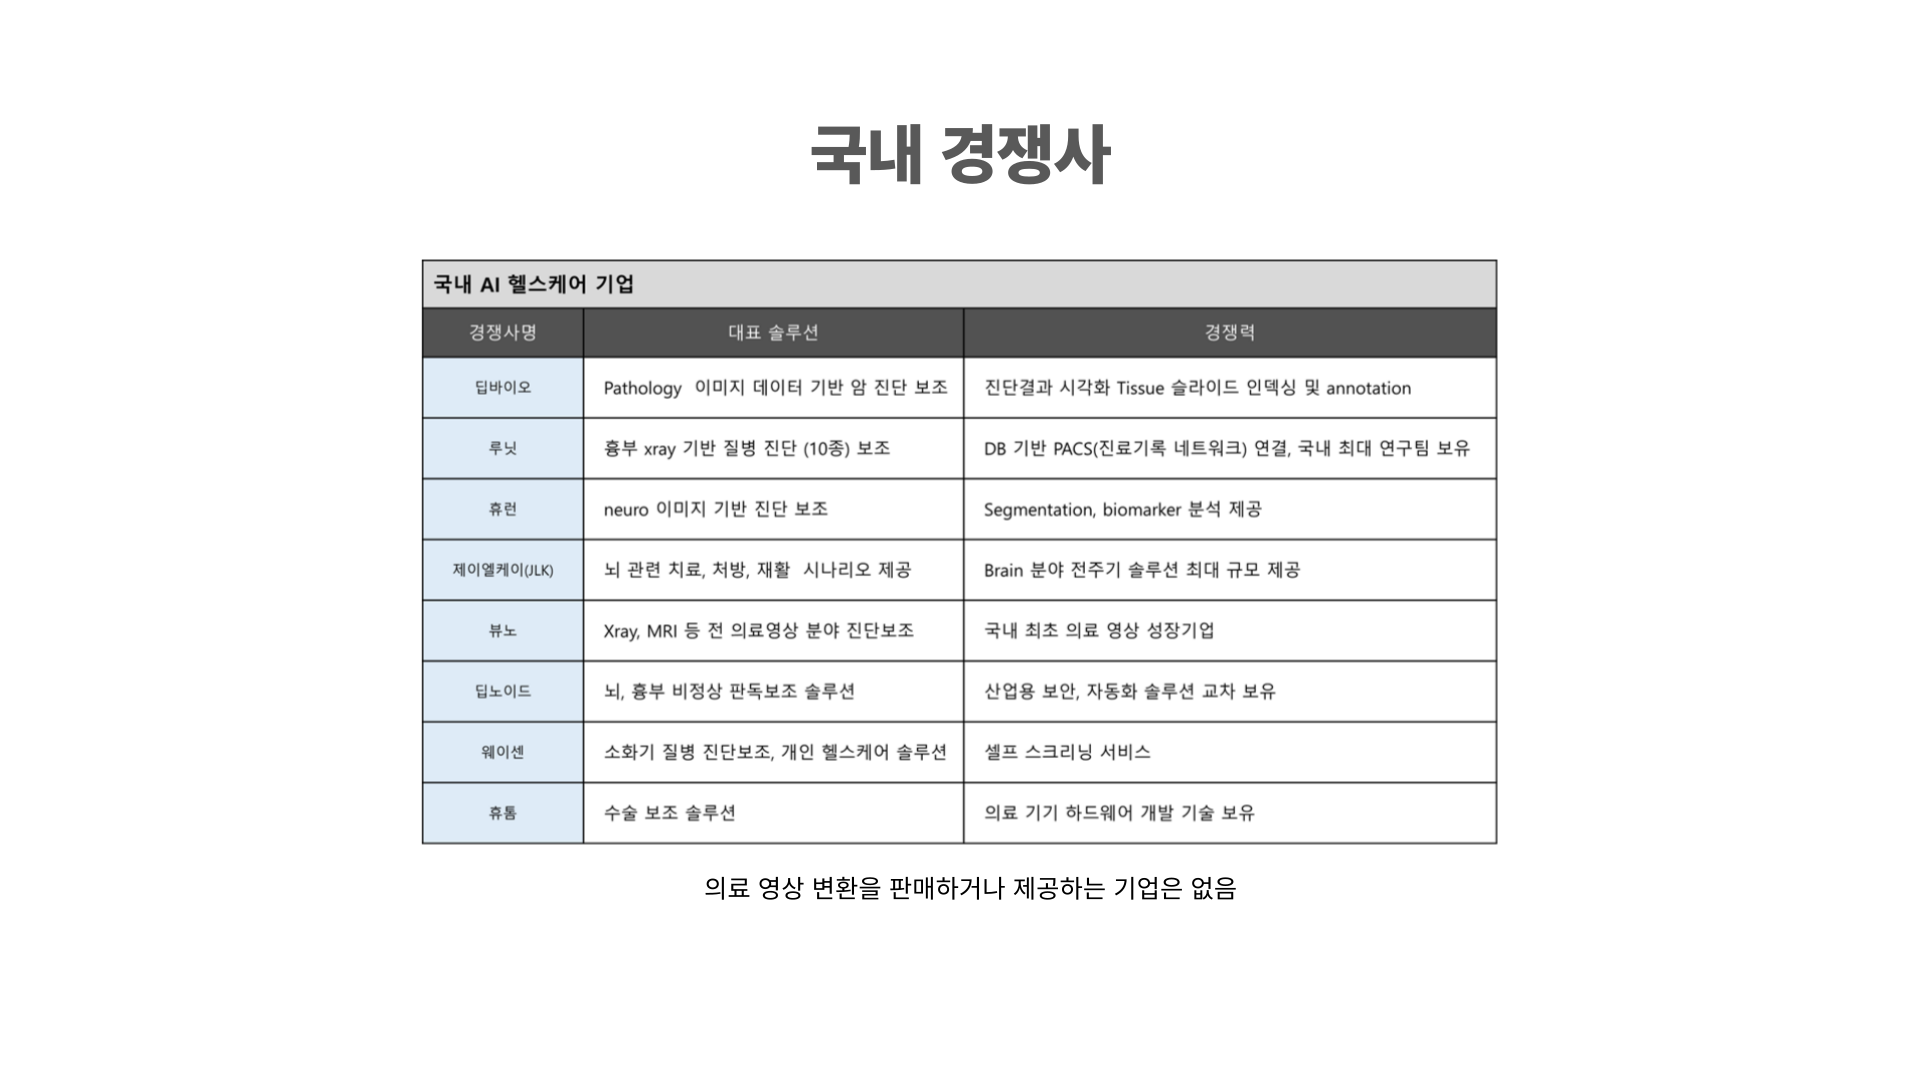 국내 경쟁사
국내 AI 헬스케어 기업
경쟁사명 대표 솔루션 경쟁력
딥바이오 Pathology 이미지 데이터 기반 암 진단 보조 진단결과 시각화 Tissue 슬라이드 인덱싱 및 annotation
루닛 흉부 xray 기반 질병 진단 (10종) 보조 DB 기반 PACS(진료기록 네트워크) 연결, 국내 최대 연구팀 보유
휴런 neuro 이미지 기반 진단 보조 Segmentation, biomarker 분석 제공
제이엘케이(JLK) 뇌 관련 치료, 처방, 재활 시나리오 제공 Brain 분야 전주기 솔루션 최대 규모 제공
뷰노 Xray, MRI 등 전 의료영상 분야 진단보조 국내 최초 의료 영상 성장기업
딥노이드 뇌, 흉부 비정상 판독보조 솔루션 산업용 보안, 자동화 솔루션 교차 보유
웨이센 소화기 질병 진단보조, 개인 헬스케어 솔루션 셀프 스크리닝 서비스
휴톰 수술 보조 솔루션 의료 기기 하드웨어 개발 기술 보유
의료 영상 변환을 판매하거나 제공하는 기업은 없음